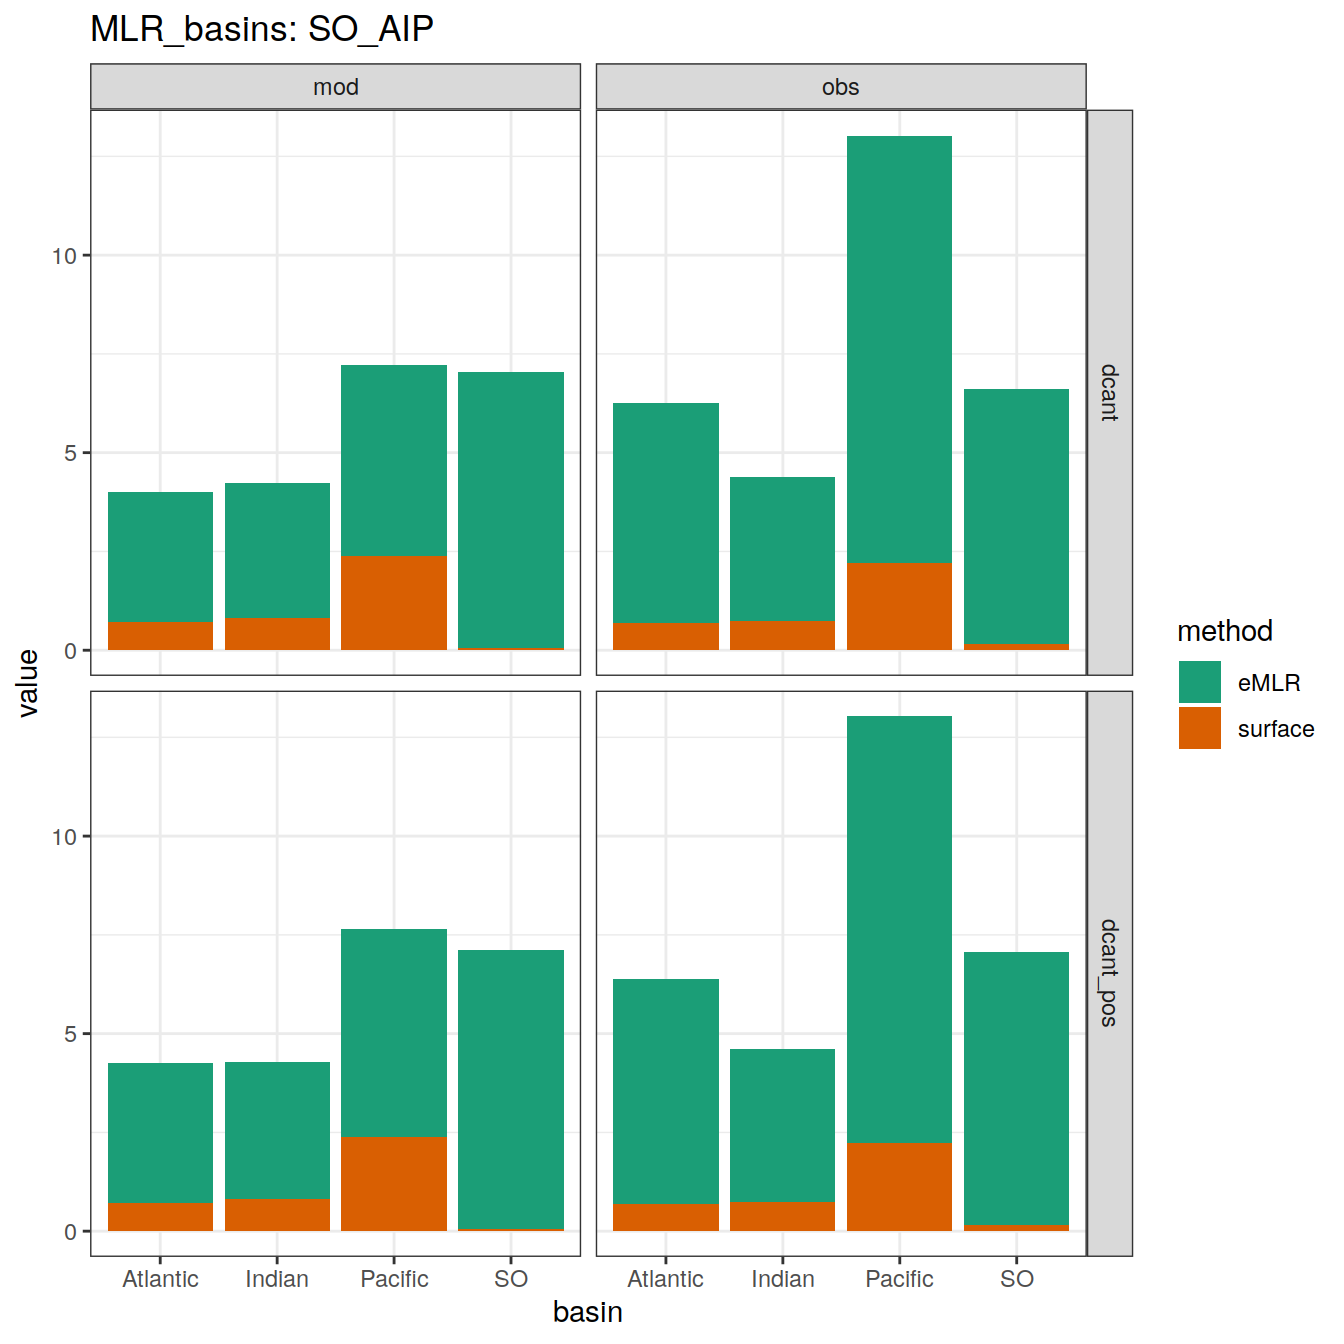 MLR_basins: SO_AIP
mod
obs
10
5
0
dcant
10
5
0
dcant_pos
Atlantic Indian Pacific SO
Atlantic Indian Pacific SO
basin
value
method
eMLR
surface